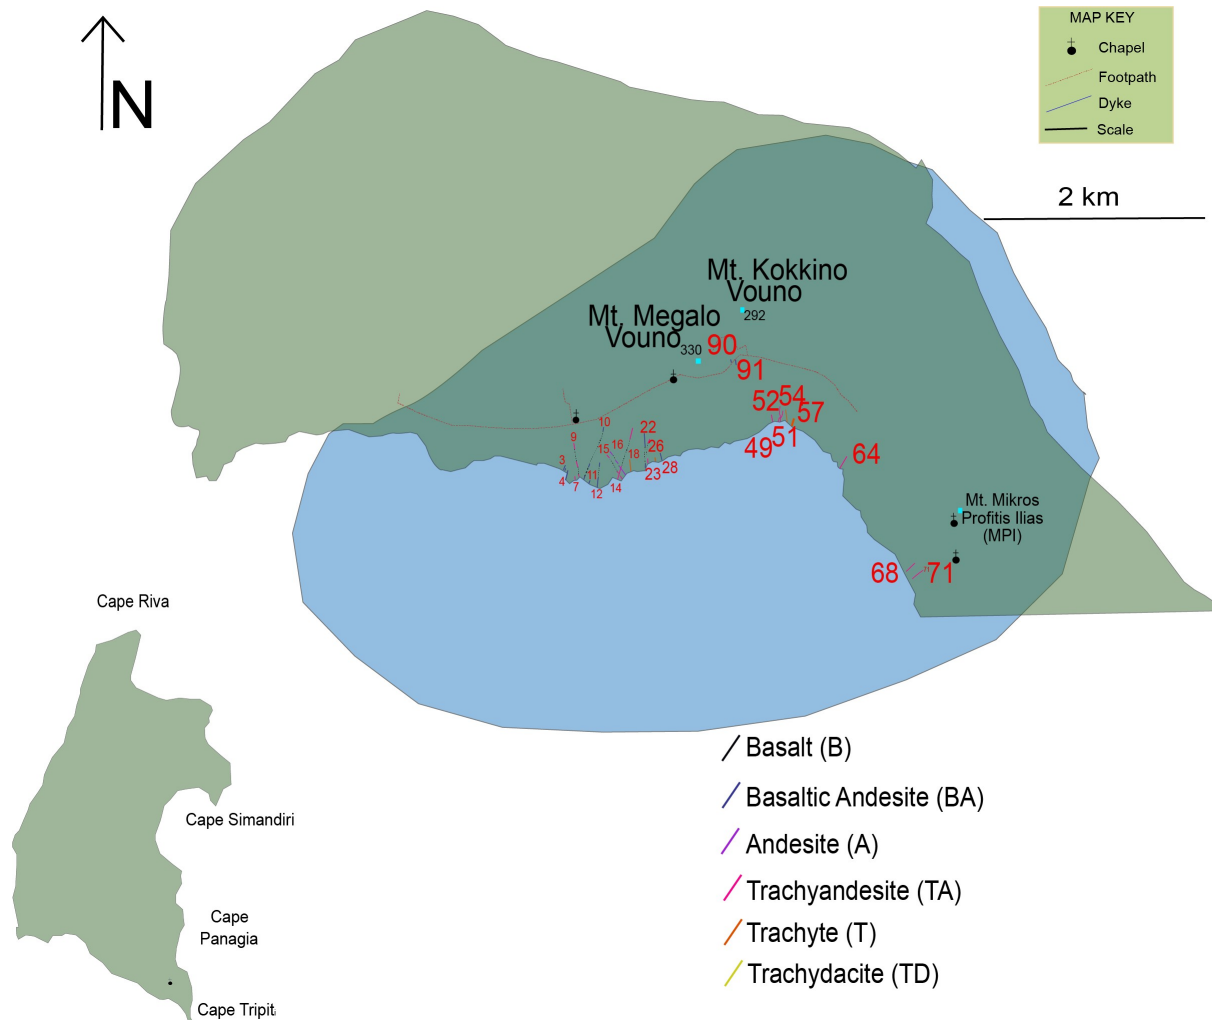 MAP KEY
Chapel
Footpath
Dyke
Scale
N
2 km
Mt. Kokkino
Vouno
292
Mt. Megalo
Vouno
330
90
91
52
54
57
49
51
64
10
9
22
15
16
18
26
3
4
7
11
12
14
23
28
Mt. Mikros
Profitis Ilias
(MPI)
68
71
Cape Riva
Cape Simandiri
Cape
Panagia
Cape Tripiti
Basalt (B)
Basaltic Andesite (BA)
Andesite (A)
Trachyandesite (TA)
Trachyte (T)
Trachydacite (TD)